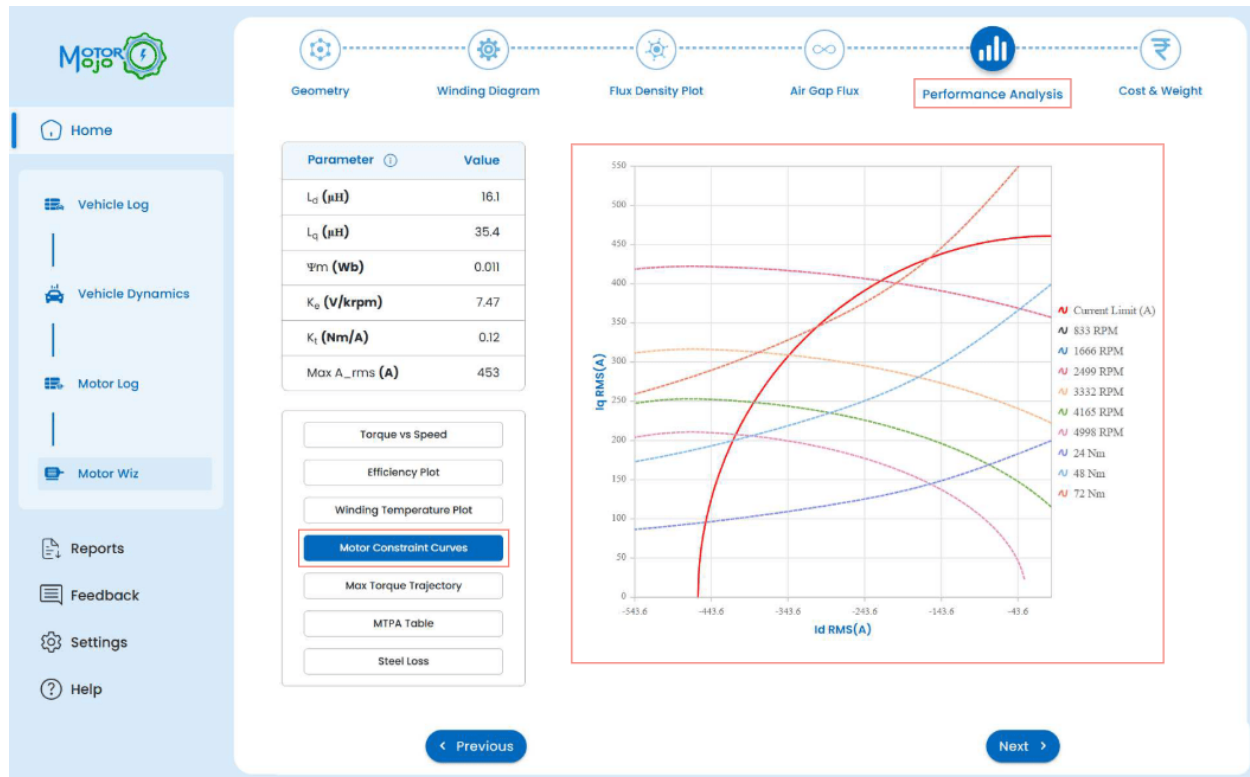 MOTOR
MOJO
Home
Vehicle Log
Vehicle Dynamics
Motor Log
Motor Wiz
Reports
Feedback
Settings
Help
Geometry
Winding Diagram
Flux Density Plot
Air Gap Flux
Performance Analysis
Cost & Weight
Parameter Value
Ld (μH) 16.1
Lq (μH) 35.4
Ψm (Wb) 0.011
Ke (V/krpm) 7.47
Kt (Nm/A) 0.12
Max A_rms (A) 453
Torque vs Speed
Efficiency Plot
Winding Temperature Plot
Motor Constraint Curves
Max Torque Trajectory
MTPA Table
Steel Loss
550
500
450
400
350
300
250
200
150
100
50
0
Iq RMS(A)
-543.6 -443.6 -343.6 -243.6 -143.6 -43.6
Id RMS(A)
Current Limit (A)
833 RPM
1666 RPM
2499 RPM
3332 RPM
4165 RPM
4998 RPM
24 Nm
48 Nm
72 Nm
< Previous
Next >